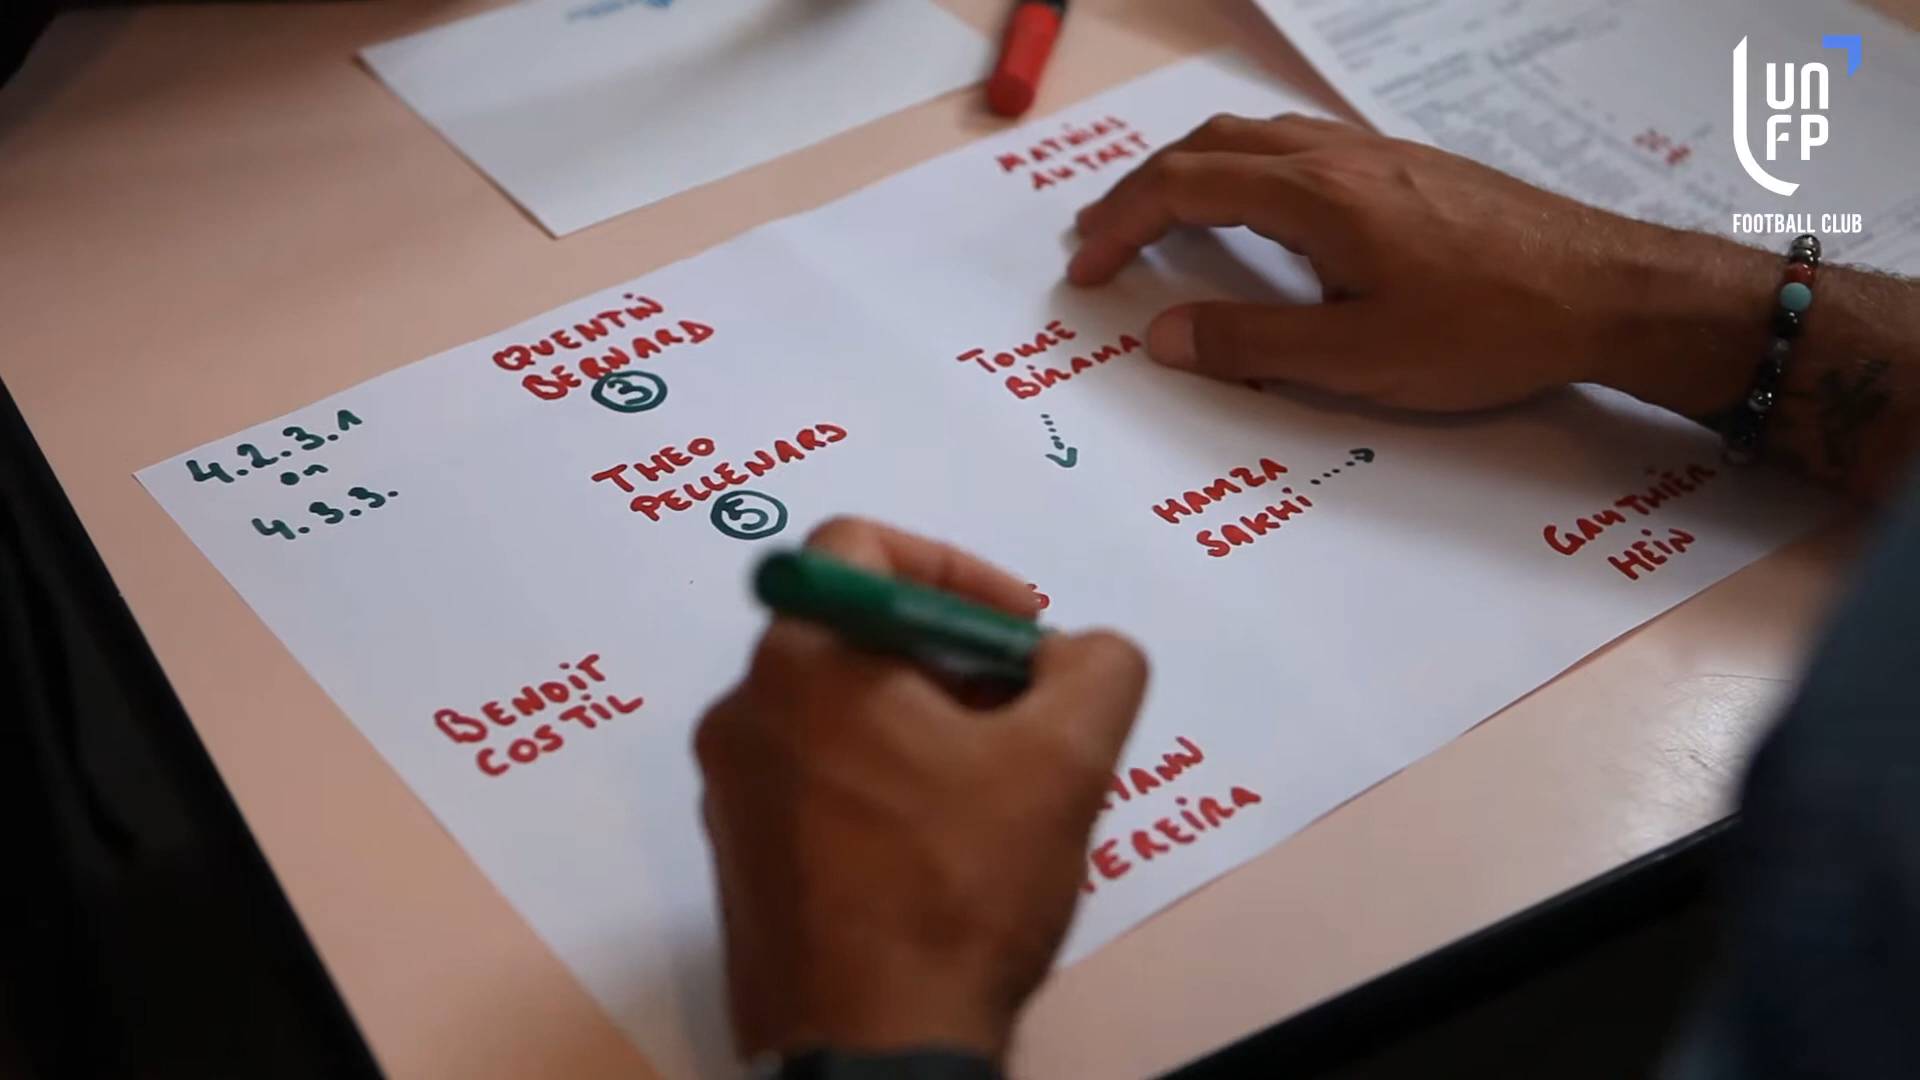 UN
FP
FOOTBALL CLUB
MATHIAS
AUTRET
QUENTIN
BERNARD
3
TOURE
BIRAMA
4.2.3.1
ou
4.3.3.
THEO
PELLENARD
5
HAMZA
SAKHI
GAUTHIER
HEIN
BENOIT
COSTIL